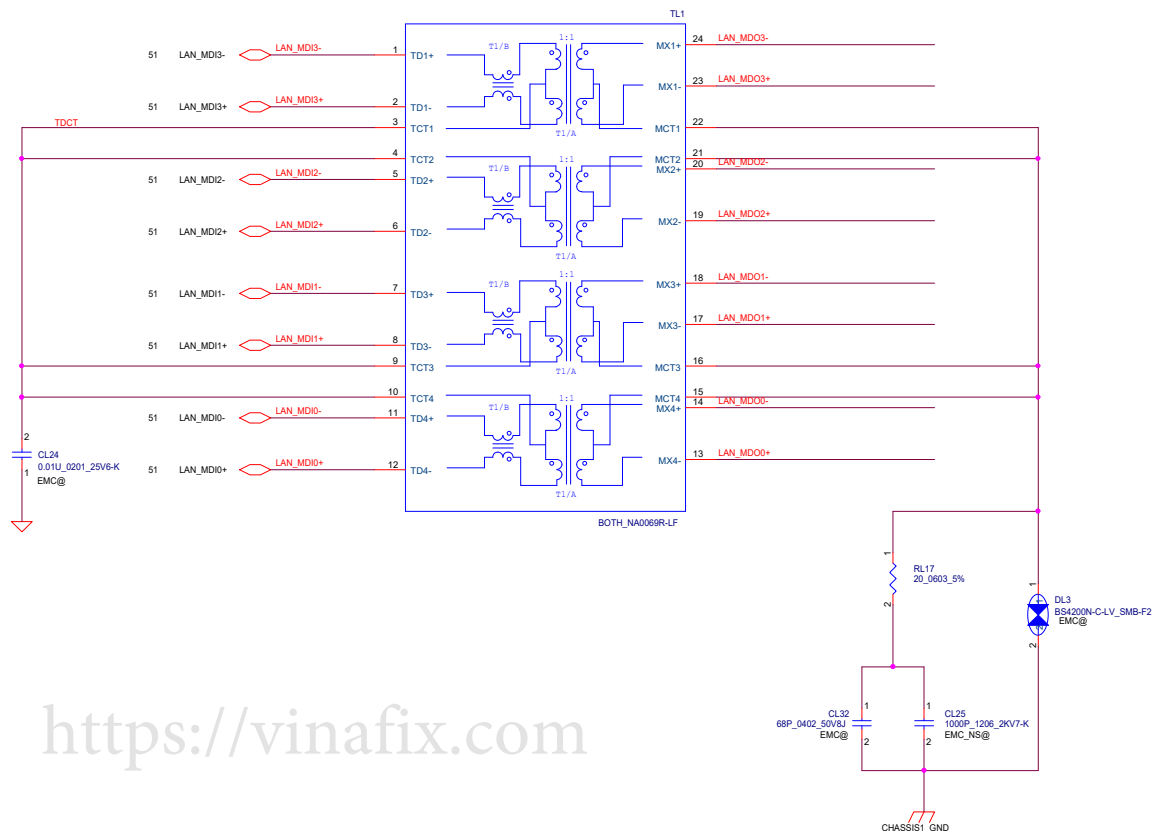 TL1
51 LAN_MDI3- LAN_MDI3- 1 TD1+ T1/B 1:1 MX1+ 24 LAN_MDO3-
MX1- 23 LAN_MDO3+
51 LAN_MDI3+ LAN_MDI3+ 2 TD1-
TDCT 3 TCT1 T1/A MCT1 22
4 TCT2 T1/B 1:1 MCT2 21
MX2+ 20 LAN_MDO2-
51 LAN_MDI2- LAN_MDI2- 5 TD2+
51 LAN_MDI2+ LAN_MDI2+ 6 TD2- MX2- 19 LAN_MDO2+
T1/A
51 LAN_MDI1- LAN_MDI1- 7 TD3+ T1/B 1:1 MX3+ 18 LAN_MDO1-
MX3- 17 LAN_MDO1+
51 LAN_MDI1+ LAN_MDI1+ 8 TD3-
9 TCT3 T1/A MCT3 16
10 TCT4 T1/B 1:1 MCT4 15
MX4+ 14 LAN_MDO0-
51 LAN_MDI0- LAN_MDI0- 11 TD4+
51 LAN_MDI0+ LAN_MDI0+ 12 TD4- MX4- 13 LAN_MDO0+
T1/A
2
CL24
0.01U_0201_25V6-K
1
EMC@
BOTH_NA0069R-LF
1
RL17
20_0603_5%
2
1
DL3
BS4200N-C-LV_SMB-F2
EMC@
2
1
CL32
68P_0402_50V8J
EMC@
2
1
CL25
1000P_1206_2KV7-K
EMC_NS@
2
https://vinafix.com
CHASSIS1_GND